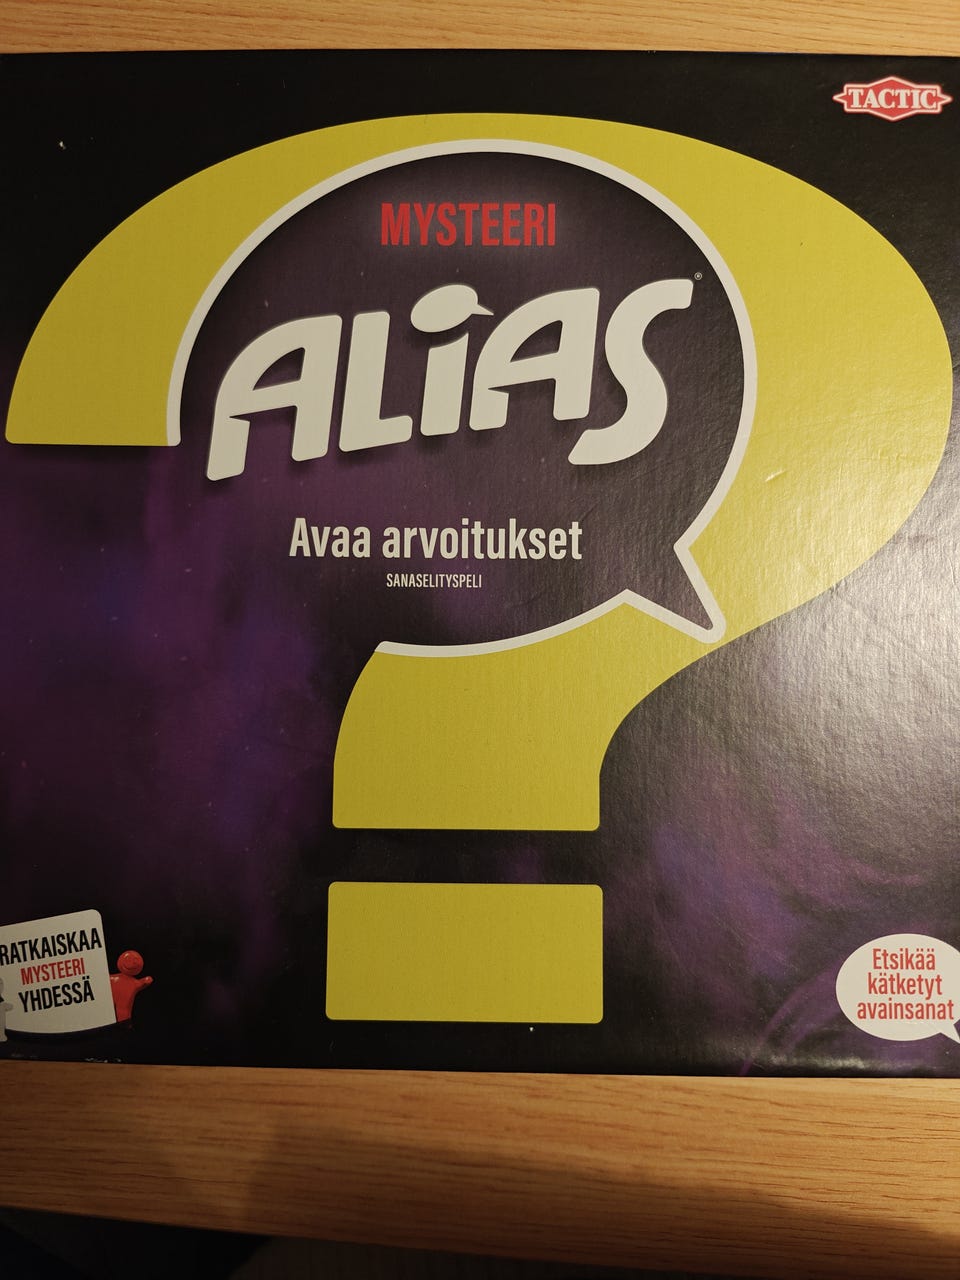 TACTIC
MYSTEERI
ALiAS®
Avaa arvoitukset
SANASELITYSPELI
RATKAISKAA
MYSTEERI
YHDESSÄ
Etsikää
kätketyt
avainsanat